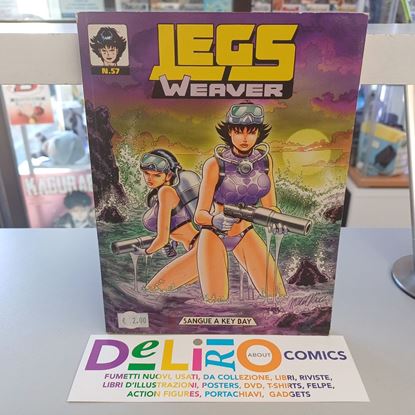 N.57
LEGS
WEAVER
SANGUE A KEY BAY
€ 2.00
DeLiRiO ABOUT COMICS
FUMETTI NUOVI, USATI, DA COLLEZIONE, LIBRI, RIVISTE,
LIBRI D'ILLUSTRAZIONI, POSTERS, DVD, T-SHIRTS, FELPE,
ACTION FIGURES, PORTACHIAVI, GADGETS